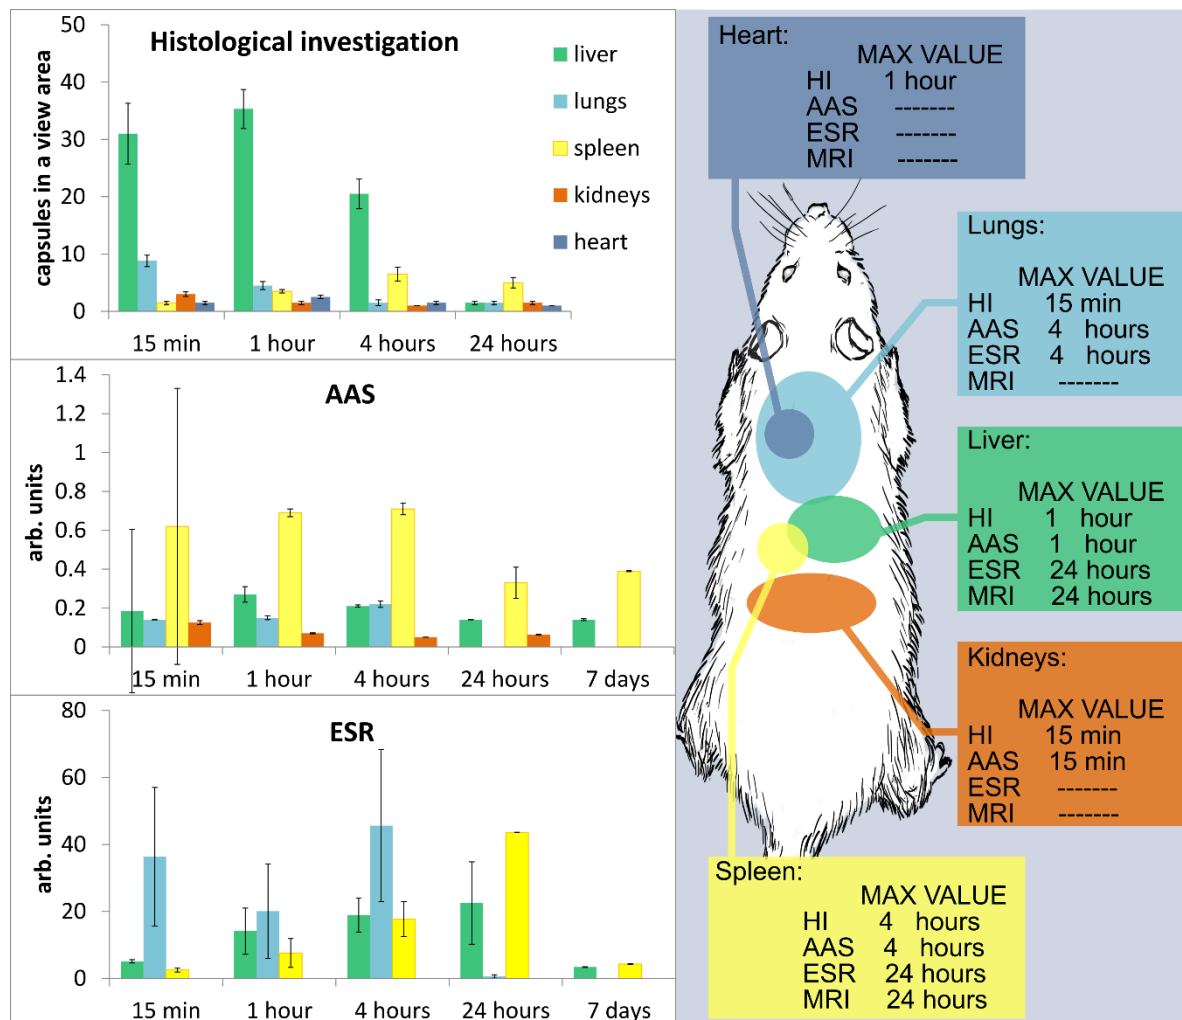 Histological investigation
capsules in a view area
50
40
30
20
10
0
liver
lungs
spleen
kidneys
heart
15 min 1 hour 4 hours 24 hours
AAS
arb. units
1.4
1.2
1
0.8
0.6
0.4
0.2
0
15 min 1 hour 4 hours 24 hours 7 days
ESR
arb. units
80
60
40
20
0
15 min 1 hour 4 hours 24 hours 7 days
Heart:
MAX VALUE
HI 1 hour
AAS -------
ESR -------
MRI -------
Lungs:
MAX VALUE
HI 15 min
AAS 4 hours
ESR 4 hours
MRI -------
Liver:
MAX VALUE
HI 1 hour
AAS 1 hour
ESR 24 hours
MRI 24 hours
Kidneys:
MAX VALUE
HI 15 min
AAS 15 min
ESR -------
MRI -------
Spleen:
MAX VALUE
HI 4 hours
AAS 4 hours
ESR 24 hours
MRI 24 hours